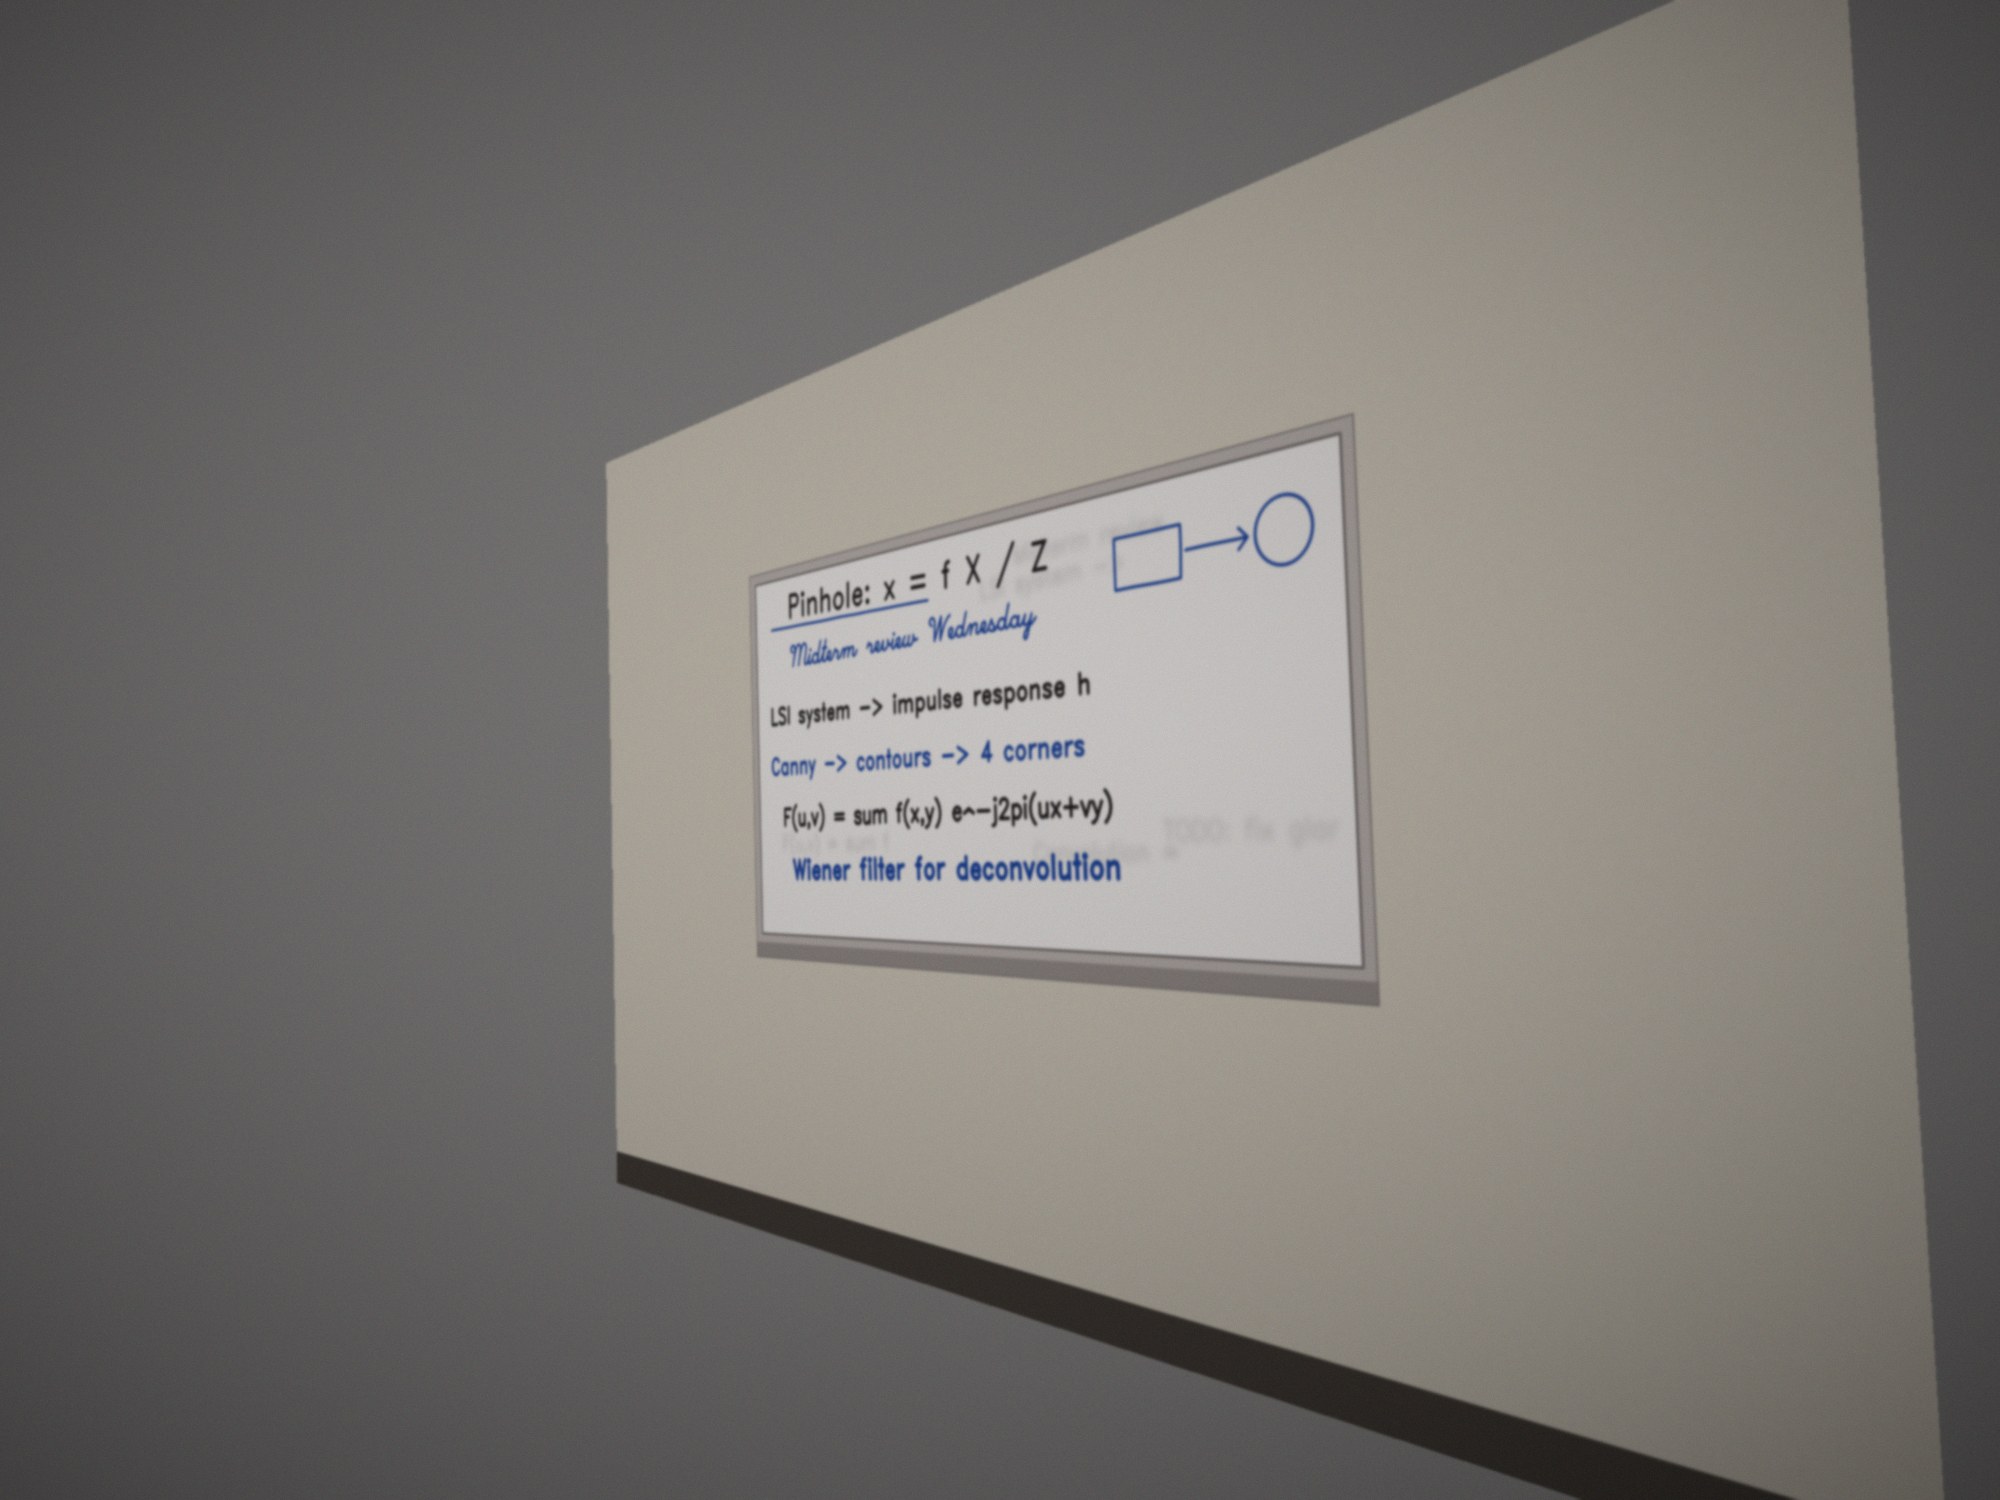 Pinhole: x = f X / Z
Midterm review Wednesday
LSI system -> impulse response h
Canny -> contours -> 4 corners
F(u,v) = sum f(x,y) e^-j2pi(ux+vy)
Wiener filter for deconvolution